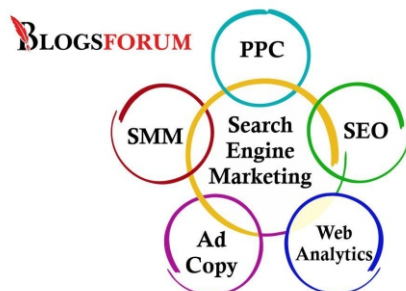 BLOGSFORUM
PPC
SMM
Search
Engine
Marketing
SEO
Ad
Copy
Web
Analytics